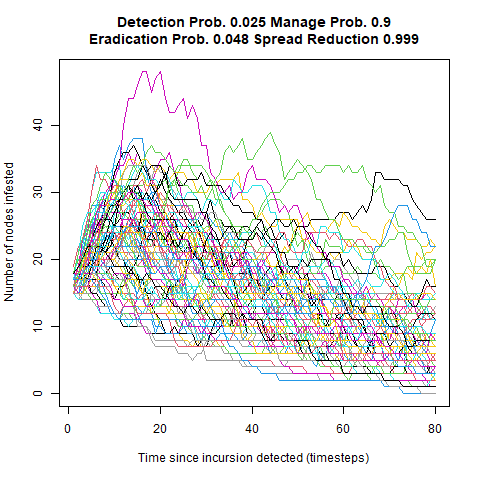 Detection Prob. 0.025 Manage Prob. 0.9
Eradication Prob. 0.048 Spread Reduction 0.999
Number of nodes infested
40
30
20
10
0
0 20 40 60 80
Time since incursion detected (timesteps)